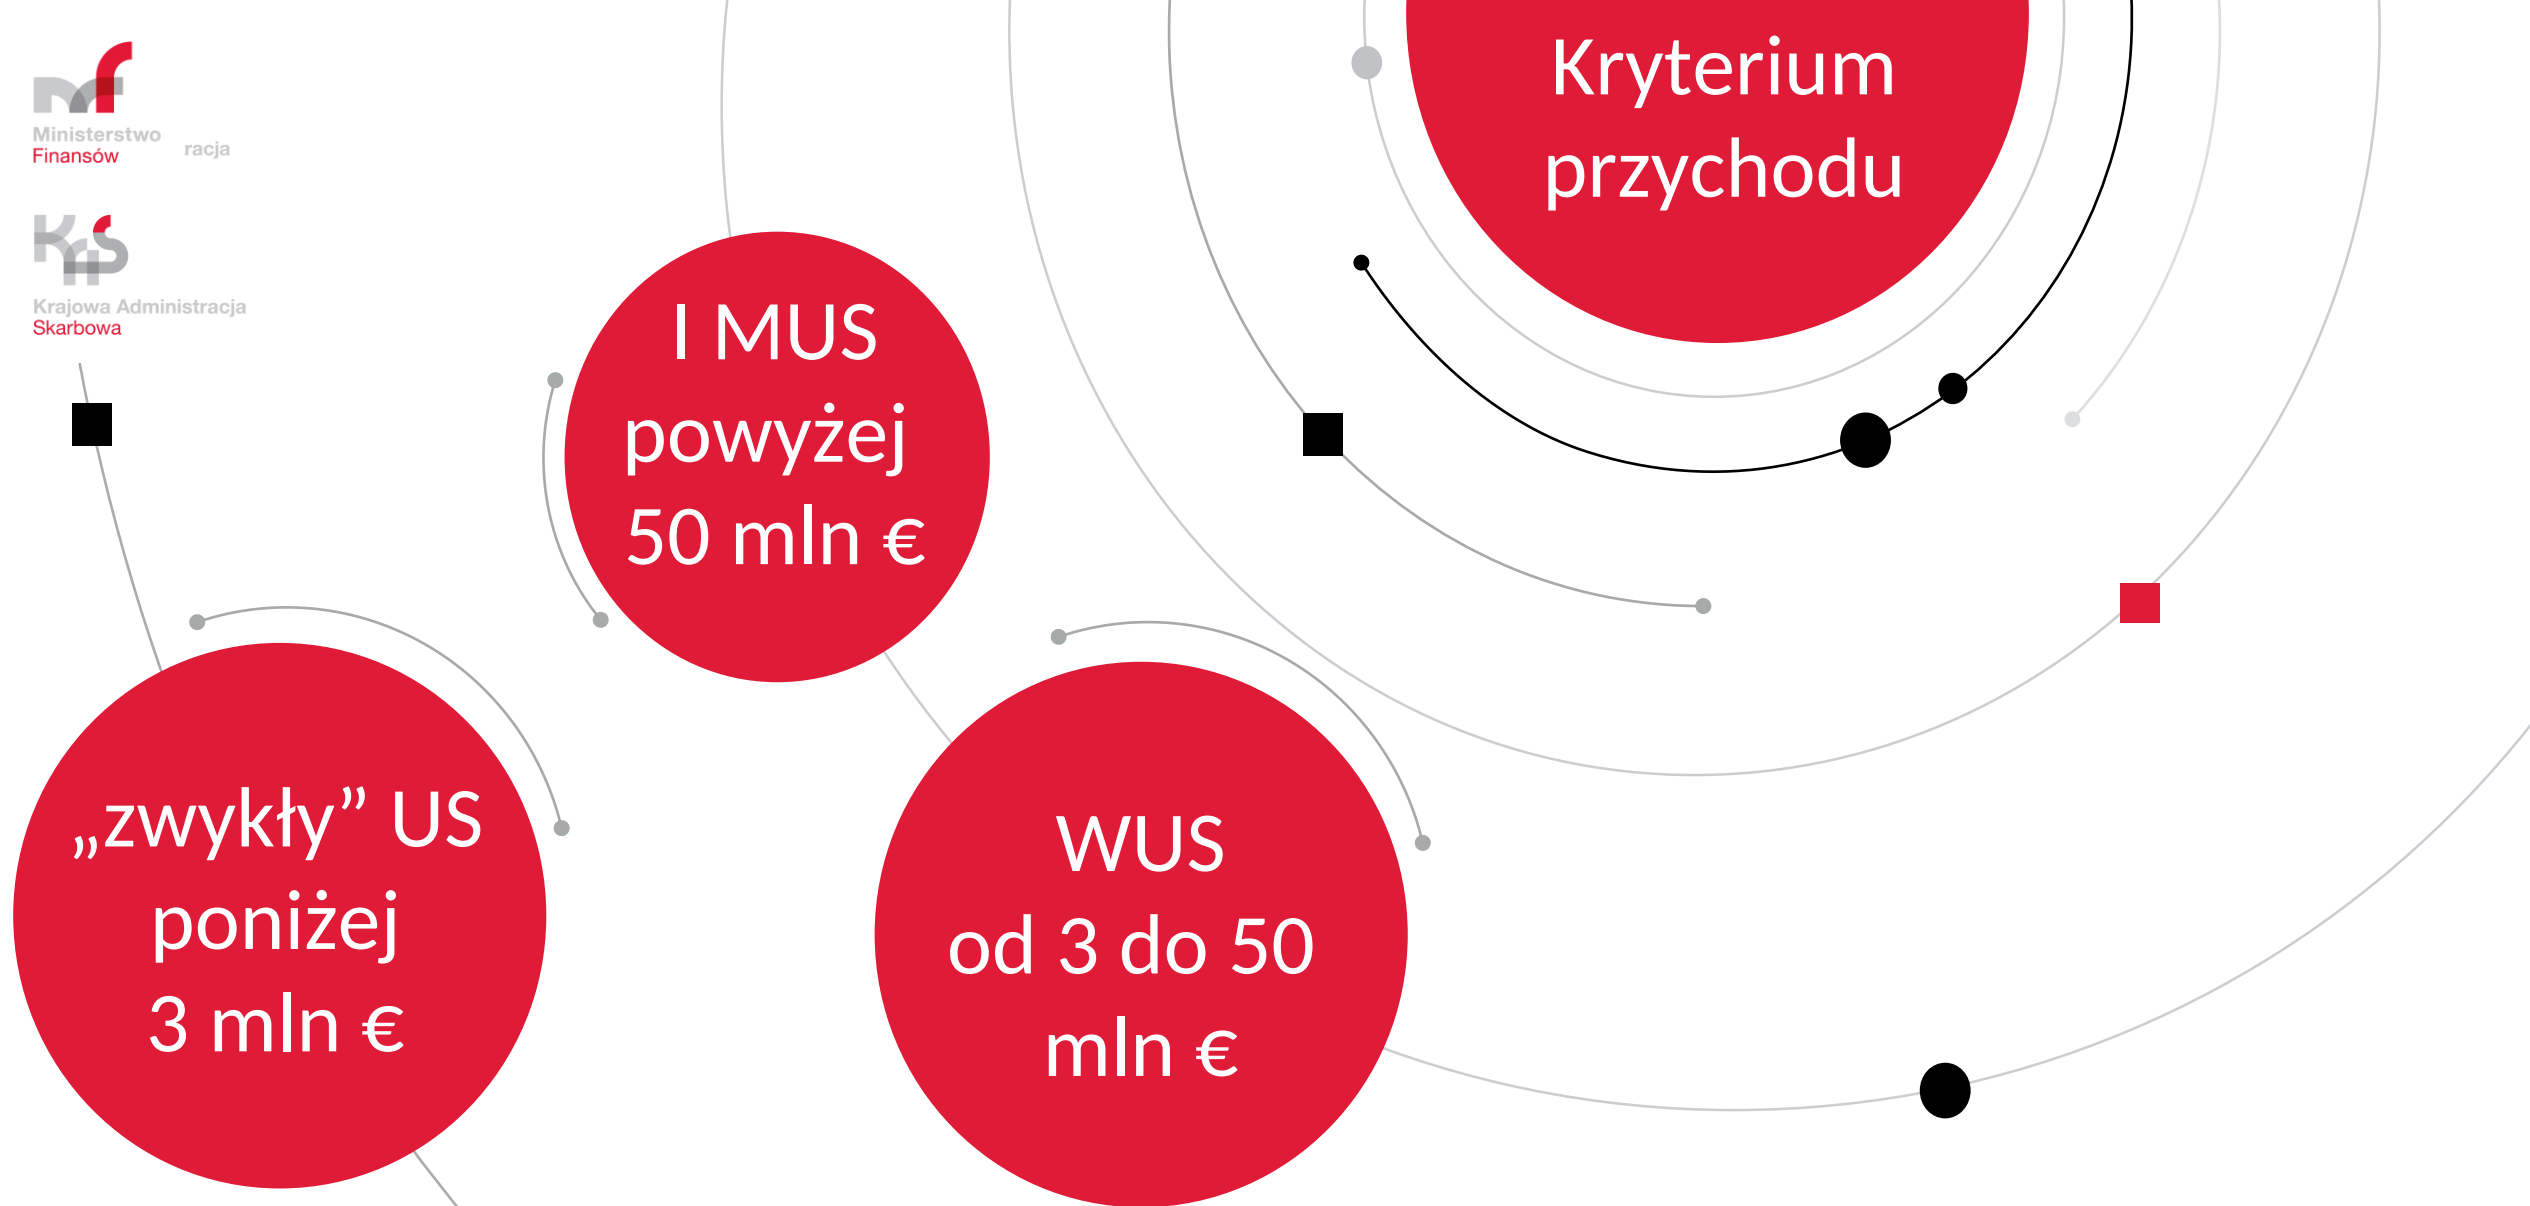 Ministerstwo
Finansów
racja
Krajowa Administracja
Skarbowa
Kryterium
przychodu
I MUS
powyżej
50 mln €
„zwykły” US
poniżej
3 mln €
WUS
od 3 do 50
mln €